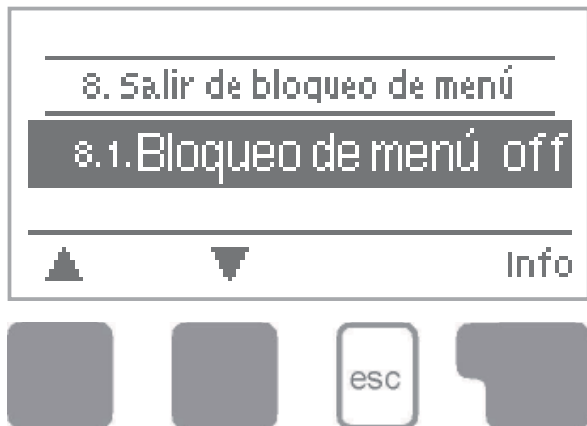 8. Salir de bloqueo de menú
8.1.Bloqueo de menú off
Info
esc